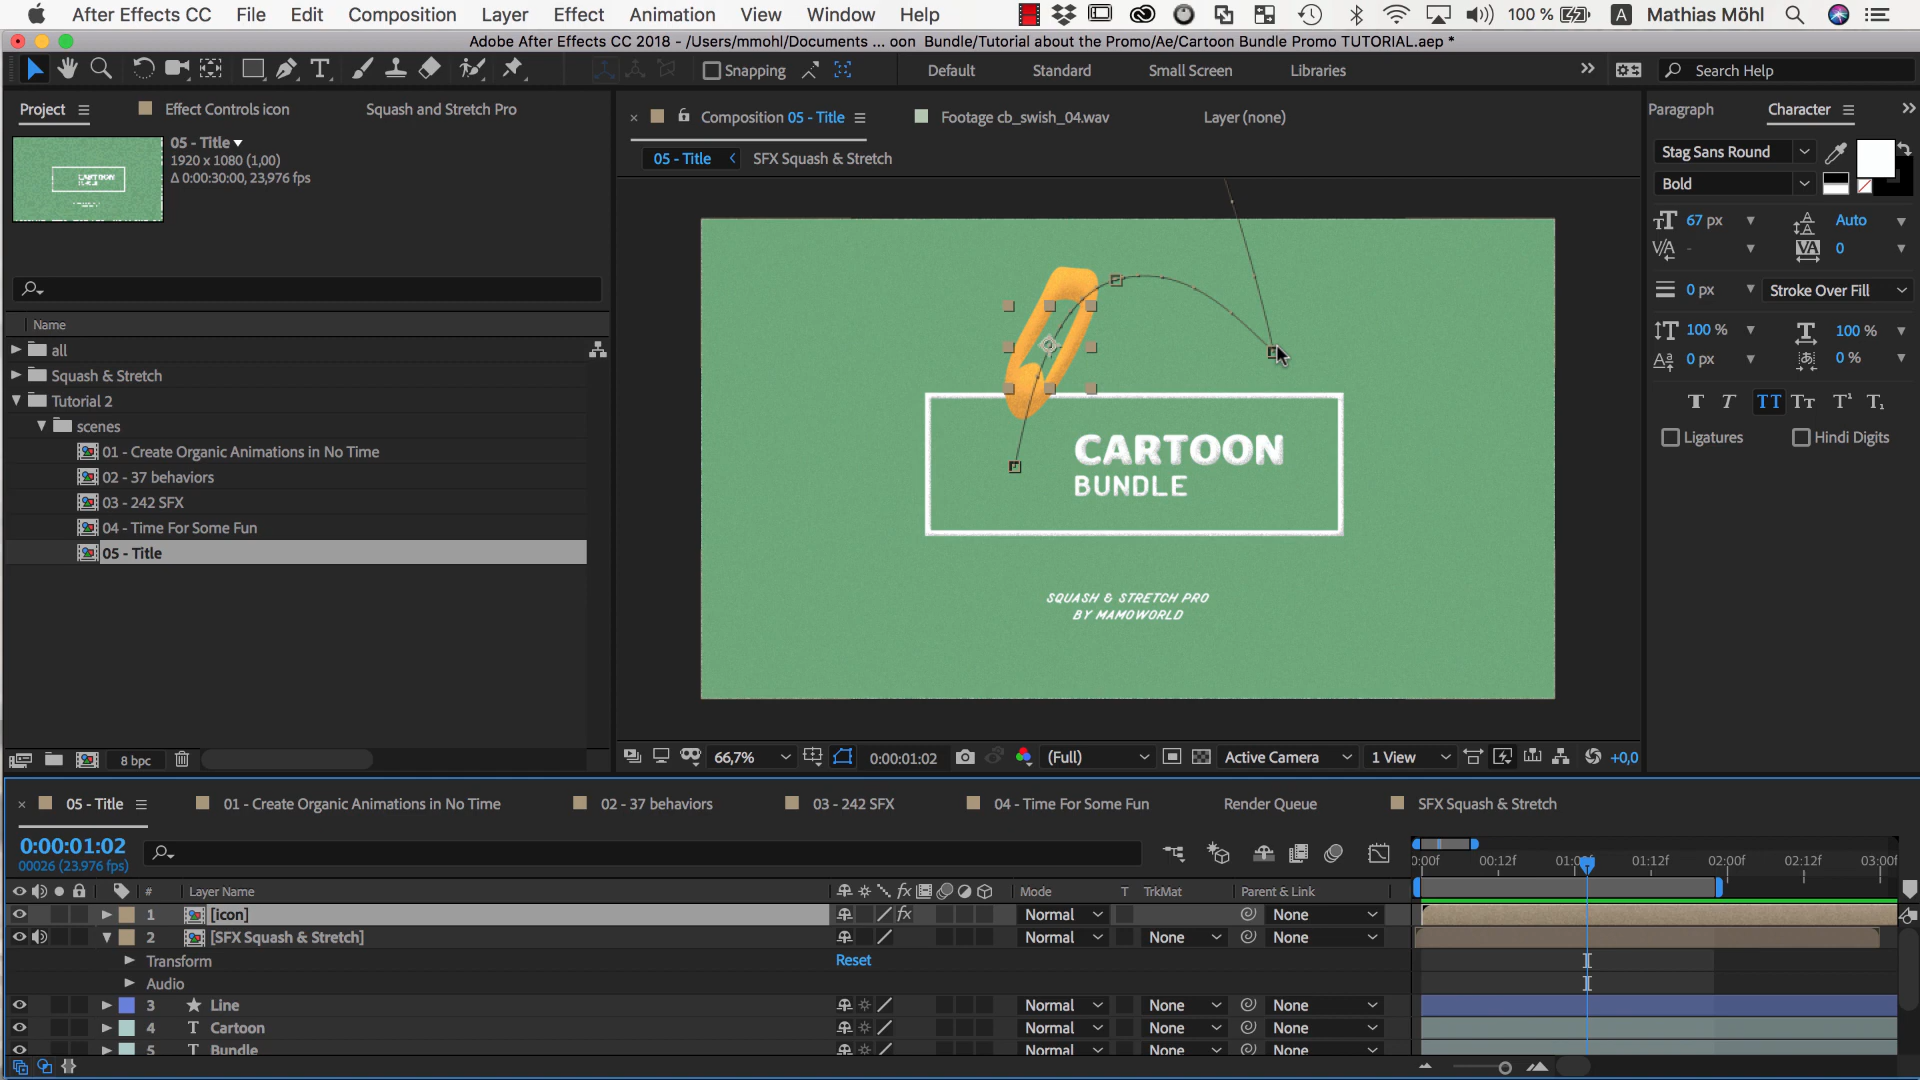 After Effects CC File Edit Composition Layer Effect Animation View Window Help 100 % A Mathias Möhl
Adobe After Effects CC 2018 - /Users/mmohl/Documents ... oon Bundle/Tutorial about the Promo/Ae/Cartoon Bundle Promo TUTORIAL.aep *
Snapping Default Standard Small Screen Libraries Search Help
Project Effect Controls icon Squash and Stretch Pro
Composition 05 - Title Footage cb_swish_04.wav Layer (none)
Paragraph Character
05 - Title
1920 x 1080 (1,00)
Δ 0:00:30:00, 23,976 fps
05 - Title SFX Squash & Stretch
Stag Sans Round
Bold
67 px Auto
- 0
0 px Stroke Over Fill
100 % 100 %
0 px 0 %
Ligatures Hindi Digits
Name
all
Squash & Stretch
Tutorial 2
scenes
01 - Create Organic Animations in No Time
02 - 37 behaviors
03 - 242 SFX
04 - Time For Some Fun
05 - Title
CARTOON
BUNDLE
SQUASH & STRETCH PRO
BY MAMOWORLD
8 bpc
66,7% 0:00:01:02 (Full) Active Camera 1 View +0,0
05 - Title 01 - Create Organic Animations in No Time 02 - 37 behaviors 03 - 242 SFX 04 - Time For Some Fun Render Queue SFX Squash & Stretch
0:00:01:02
00026 (23.976 fps)
0:00f 00:12f 01:12f 02:00f 02:12f 03:00f
# Layer Name Mode T TrkMat Parent & Link
1 [icon] Normal None
2 [SFX Squash & Stretch] Normal None None
Transform Reset
Audio
3 Line Normal None None
4 T Cartoon Normal None None
5 T Bundle Normal None None